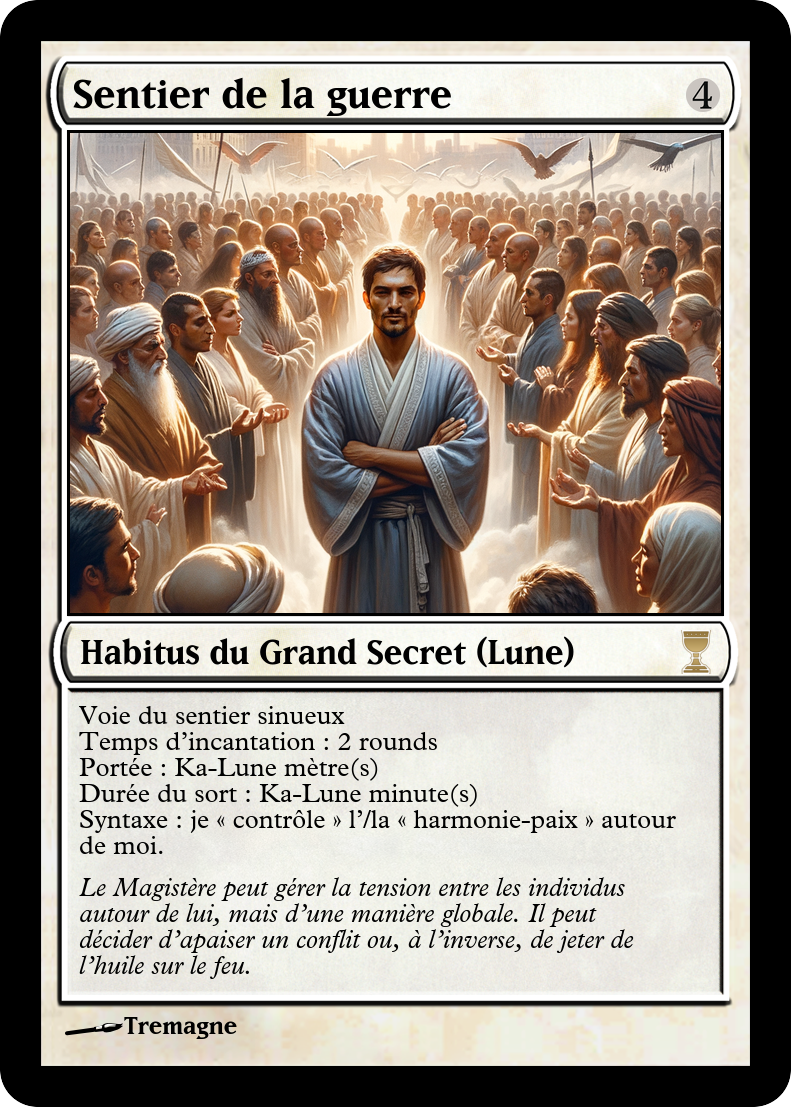 Sentier de la guerre 4
Habitus du Grand Secret (Lune)
Voie du sentier sinueux
Temps d'incantation : 2 rounds
Portée : Ka-Lune mètre(s)
Durée du sort : Ka-Lune minute(s)
Syntaxe : je « contrôle » l'/la « harmonie-paix » autour
de moi.
Le Magistère peut gérer la tension entre les individus
autour de lui, mais d'une manière globale. Il peut
décider d'apaiser un conflit ou, à l'inverse, de jeter de
l'huile sur le feu.
Tremagne